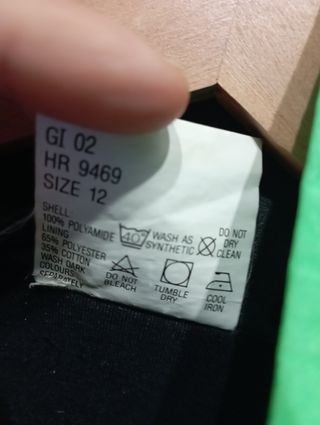 GI 02
HR 9469
SIZE 12
SHELL:
100% POLYAMIDE
LINING
65% POLYESTER
35% COTTON
WASH DARK
COLOURS
SEPARATELY
40°
WASH AS
SYNTHETIC
DO NOT
DRY
CLEAN
DO NOT
BLEACH
TUMBLE
DRY
COOL
IRON